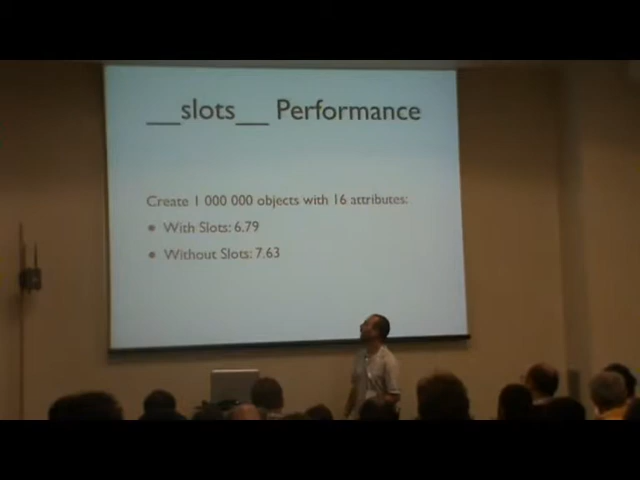 __slots__ Performance
Create 1 000 000 objects with 16 attributes:
• With Slots: 6.79
• Without Slots: 7.63